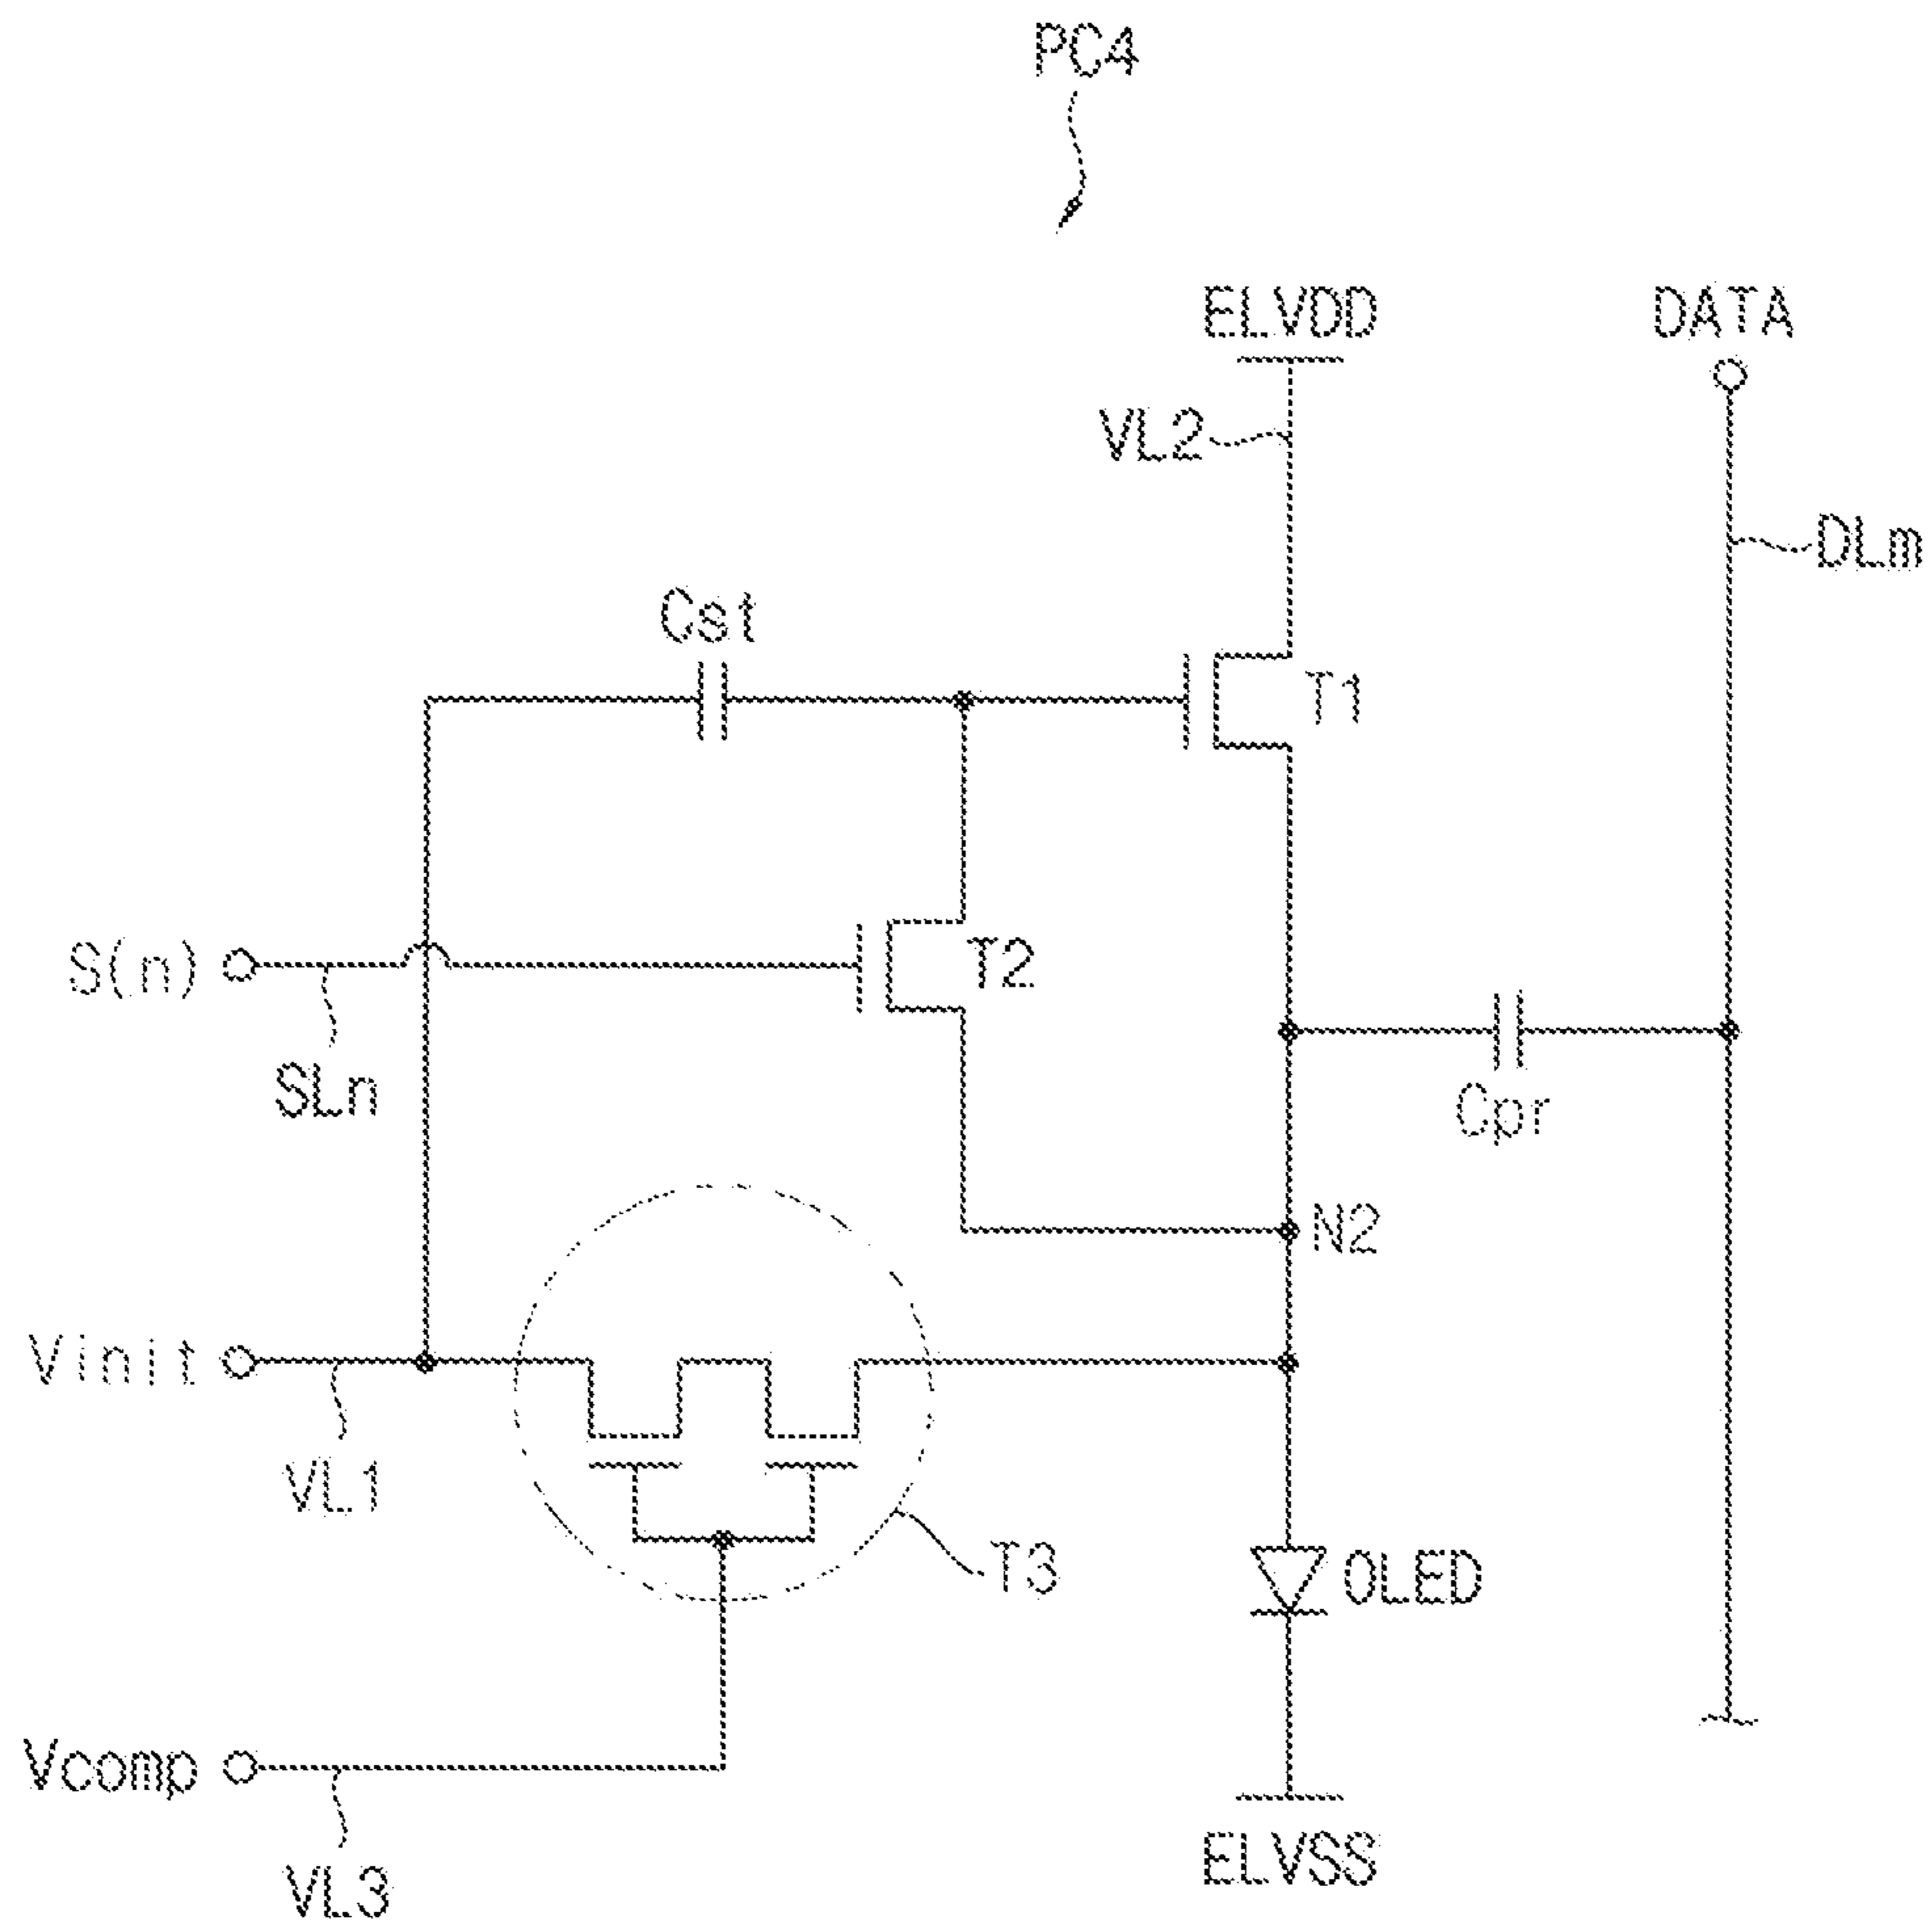 PC4
ELVDD
DATA
VL2
DLm
Cst
T1
S(n)
T2
SLn
Cpr
N2
Vinit
VL1
T3
OLED
Vcomp
ELVSS
VL3